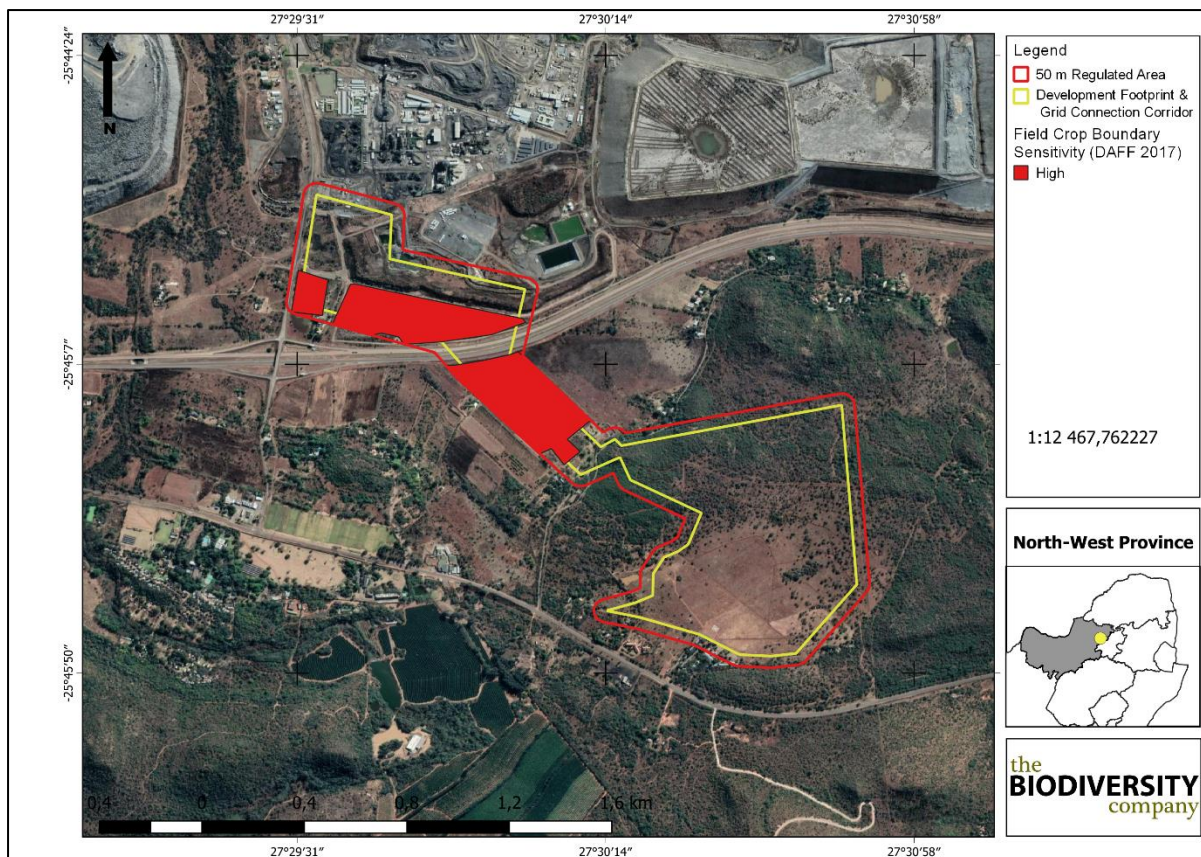 27°29'31"
27°30'14"
27°30'58"
-25°44'24"
-25°45'7"
-25°45'50"
N
0,4
0
0,4
0,8
1,2
1,6 km
27°29'31"
27°30'14"
27°30'58"
Legend
50 m Regulated Area
Development Footprint &
Grid Connection Corridor
Field Crop Boundary
Sensitivity (DAFF 2017)
High
1:12 467,762227
North-West Province
the
BIODIVERSITY
company